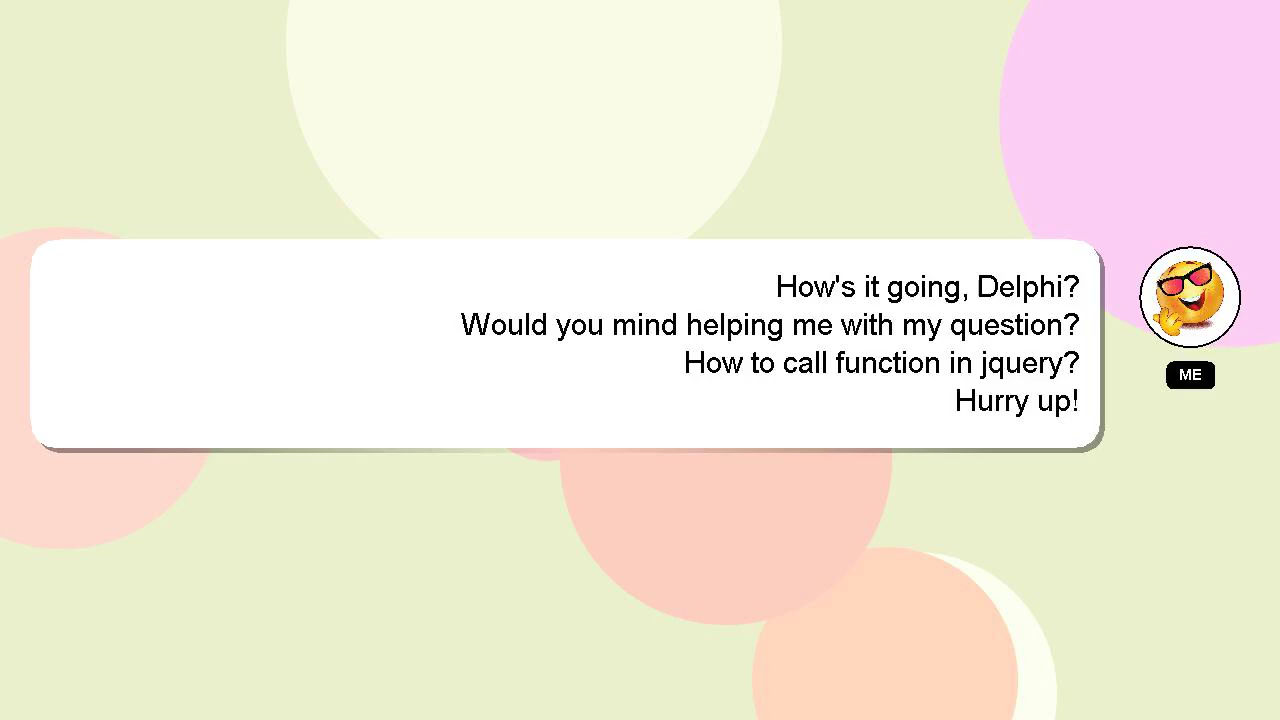 How's it going, Delphi?
Would you mind helping me with my question?
How to call function in jquery?
Hurry up!
ME